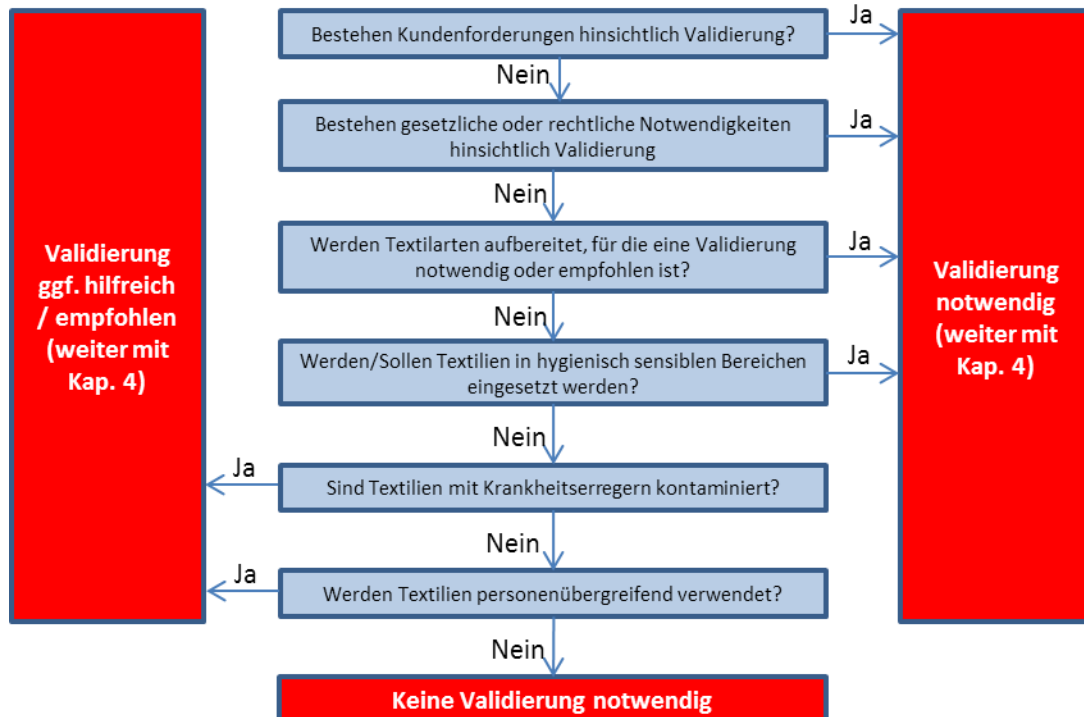 Bestehen Kundenforderungen hinsichtlich Validierung?
Ja
Nein
Bestehen gesetzliche oder rechtliche Notwendigkeiten
hinsichtlich Validierung
Ja
Nein
Werden Textilarten aufbereitet, für die eine Validierung
notwendig oder empfohlen ist?
Ja
Nein
Werden/Sollen Textilien in hygienisch sensiblen Bereichen
eingesetzt werden?
Ja
Nein
Ja
Sind Textilien mit Krankheitserregern kontaminiert?
Nein
Ja
Werden Textilien personenübergreifend verwendet?
Nein
Keine Validierung notwendig
Validierung
ggf. hilfreich
/ empfohlen
(weiter mit
Kap. 4)
Validierung
notwendig
(weiter mit
Kap. 4)